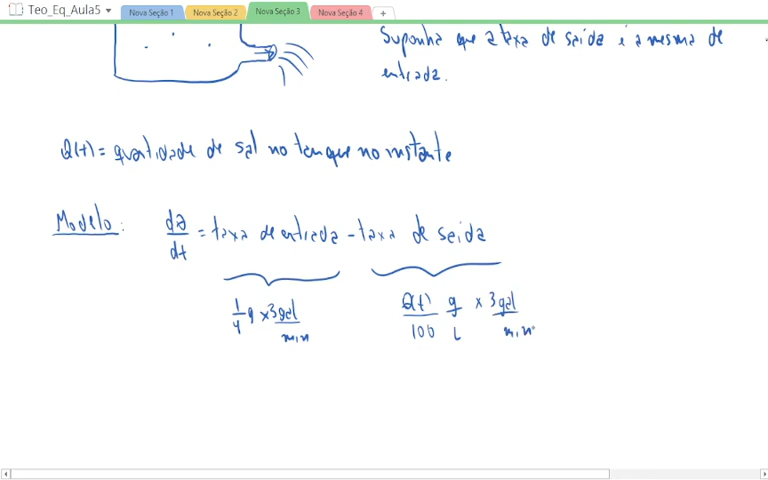 Teo_Eq_Aula5 Nova Seção 1 Nova Seção 2 Nova Seção 3 Nova Seção 4 +
Suponha que a taxa de saída é a mesma de
entrada.
Q(t) = quantidade de sal no tanque no instante
Modelo: dQ/dt = taxa de entrada - taxa de saída
1/4 g × 3 gal/min Q(t)/100 g/L × 3 gal/min